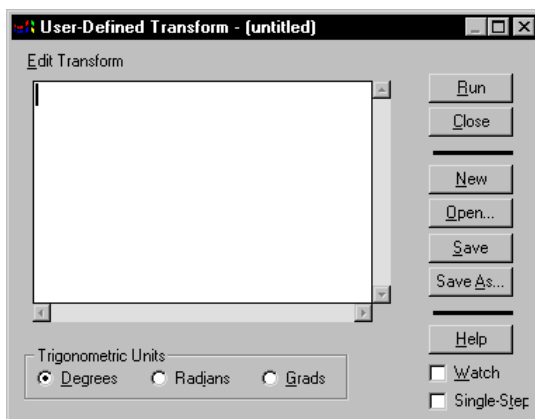 User-Defined Transform - (untitled)
Edit Transform
Run
Close
New
Open...
Save
Save As...
Help
Trigonometric Units
Degrees Radians Grads
Watch
Single-Step